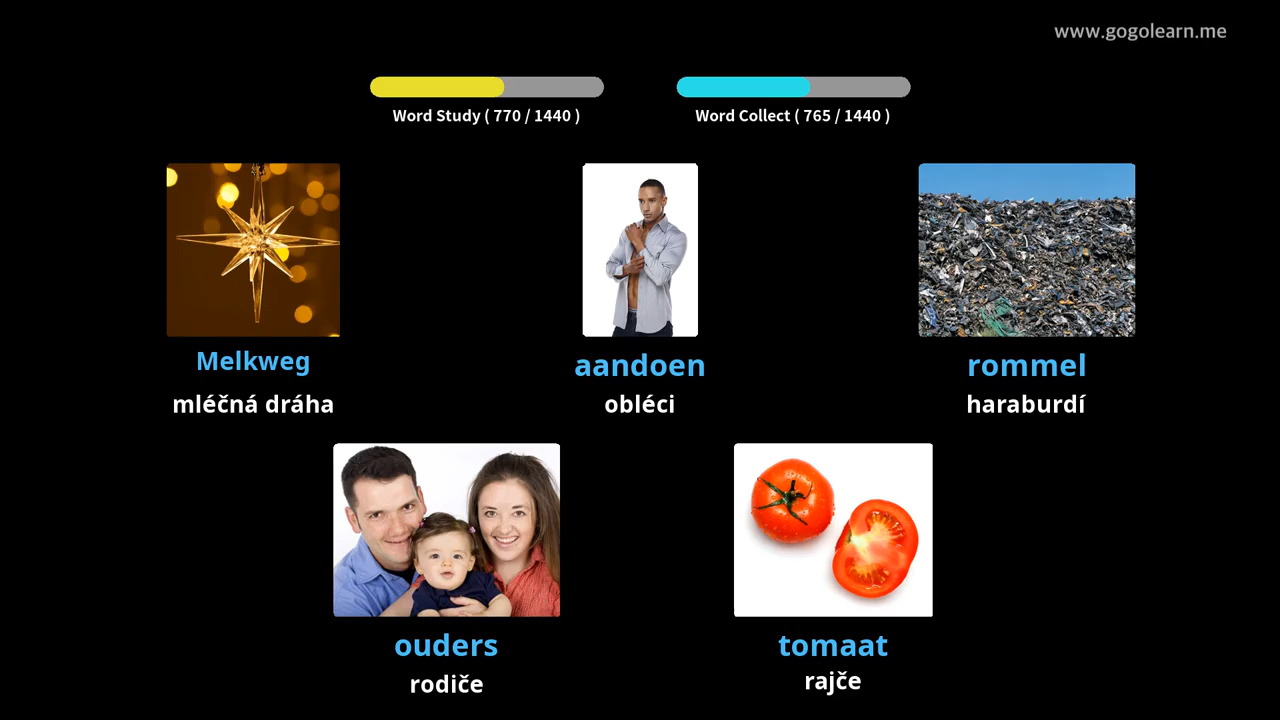 www.gogolearn.me
Word Study ( 770 / 1440 )
Word Collect ( 765 / 1440 )
Melkweg
mléčná dráha
aandoen
obléci
rommel
haraburdí
ouders
rodiče
tomaat
rajče